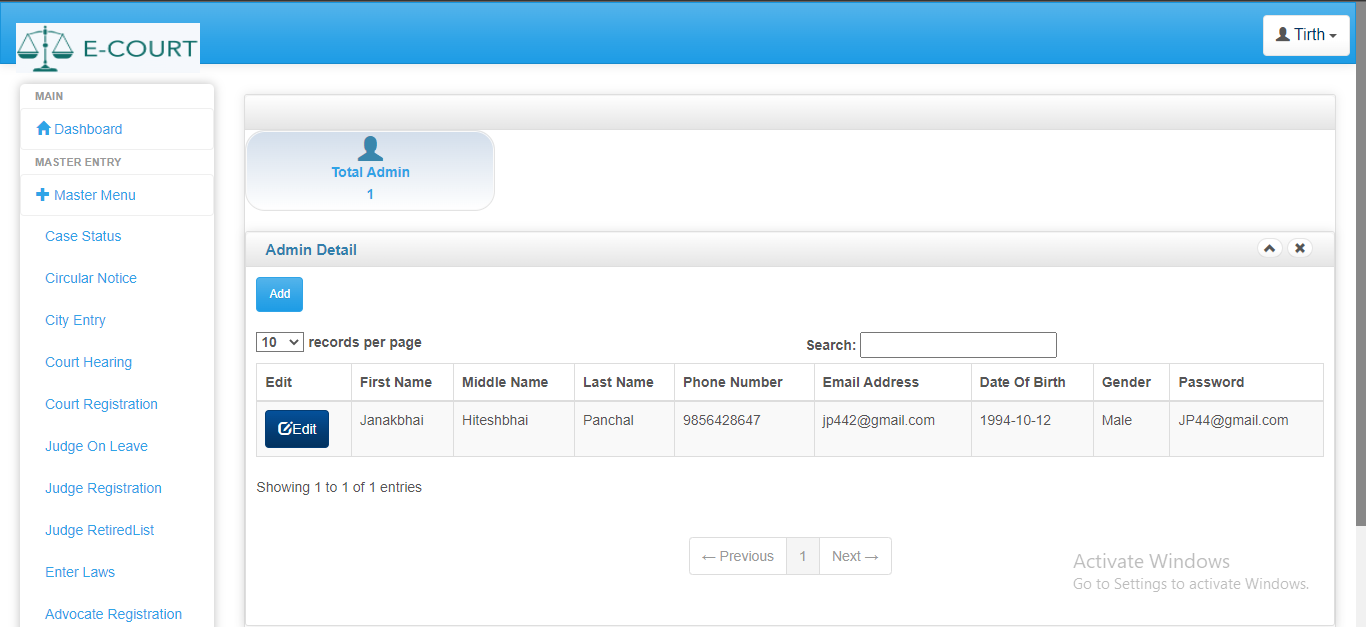 E-COURT
Tirth
MAIN
Dashboard
MASTER ENTRY
Master Menu
Case Status
Circular Notice
City Entry
Court Hearing
Court Registration
Judge On Leave
Judge Registration
Judge RetiredList
Enter Laws
Advocate Registration
Total Admin
1
Admin Detail
Add
10 records per page
Search:
Edit First Name Middle Name Last Name Phone Number Email Address Date Of Birth Gender Password
Edit Janakbhai Hiteshbhai Panchal 9856428647 jp442@gmail.com 1994-10-12 Male JP44@gmail.com
Showing 1 to 1 of 1 entries
← Previous 1 Next →
Activate Windows
Go to Settings to activate Windows.